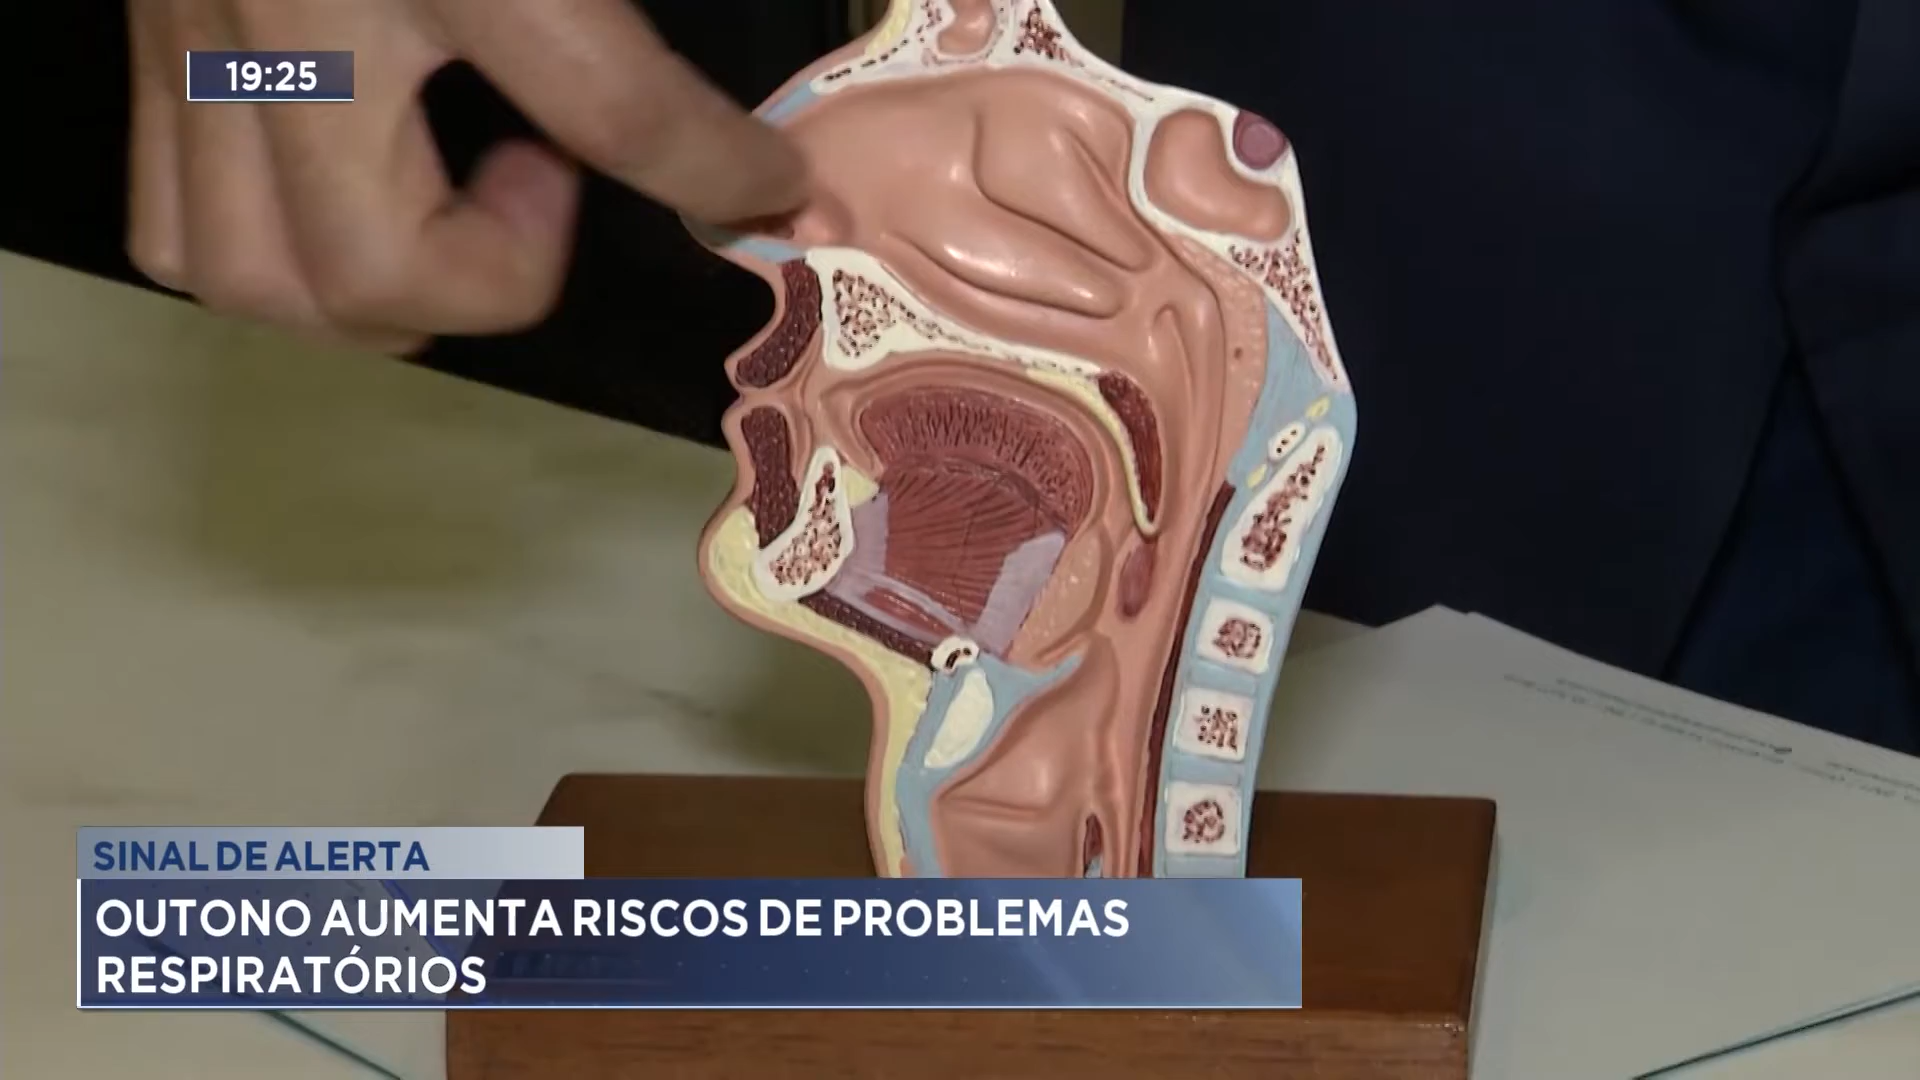 19:25
SINAL DE ALERTA
OUTONO AUMENTA RISCOS DE PROBLEMAS
RESPIRATÓRIOS